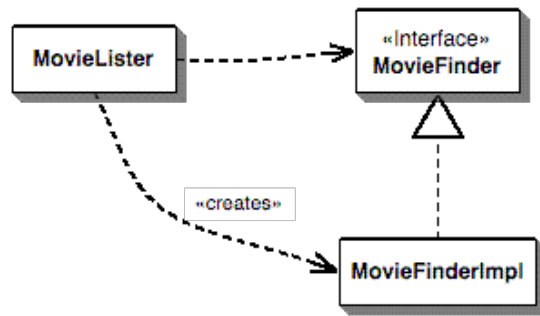 MovieLister
«Interface»
MovieFinder
«creates»
MovieFinderImpl